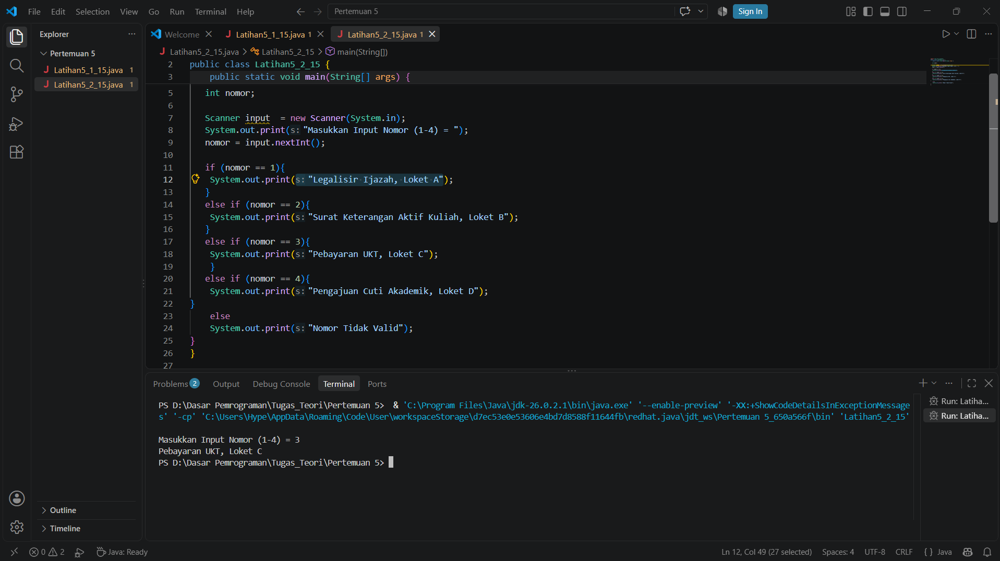 File Edit Selection View Go Run Terminal Help
Pertemuan 5
Sign In
Explorer
Pertemuan 5
Latihan5_1_15.java 1
Latihan5_2_15.java 1
Outline
Timeline
Welcome
Latihan5_1_15.java 1
Latihan5_2_15.java 1
Latihan5_2_15.java > Latihan5_2_15 > main(String[])
2 public class Latihan5_2_15 {
3 public static void main(String[] args) {
5 int nomor;
6
7 Scanner input  = new Scanner(System.in);
8 System.out.print(s: "Masukkan Input Nomor (1-4) = ");
9 nomor = input.nextInt();
10
11 if (nomor == 1){
12 System.out.print(s: "Legalisir Ijazah, Loket A");
13 }
14 else if (nomor == 2){
15 System.out.print(s: "Surat Keterangan Aktif Kuliah, Loket B");
16 }
17 else if (nomor == 3){
18 System.out.print(s: "Pebayaran UKT, Loket C");
19 }
20 else if (nomor == 4){
21 System.out.print(s: "Pengajuan Cuti Akademik, Loket D");
22 }
23 else
24 System.out.print(s: "Nomor Tidak Valid");
25 }
26 }
27
Problems 2 Output Debug Console Terminal Ports
PS D:\Dasar Pemrograman\Tugas_Teori\Pertemuan 5>  & 'C:\Program Files\Java\jdk-26.0.2.1\bin\java.exe' '--enable-preview' '-XX:+ShowCodeDetailsInExceptionMessage
s' '-cp' 'C:\Users\Hype\AppData\Roaming\Code\User\workspaceStorage\d7ec53e0e53606e4bd7d8588f11644fb\redhat.java\jdt_ws\Pertemuan 5_650a566f\bin' 'Latihan5_2_15'
Masukkan Input Nomor (1-4) = 3
Pebayaran UKT, Loket C
PS D:\Dasar Pemrograman\Tugas_Teori\Pertemuan 5>
Run: Latiha...
Run: Latiha...
0 2 Java: Ready
Ln 12, Col 49 (27 selected) Spaces: 4 UTF-8 CRLF {} Java